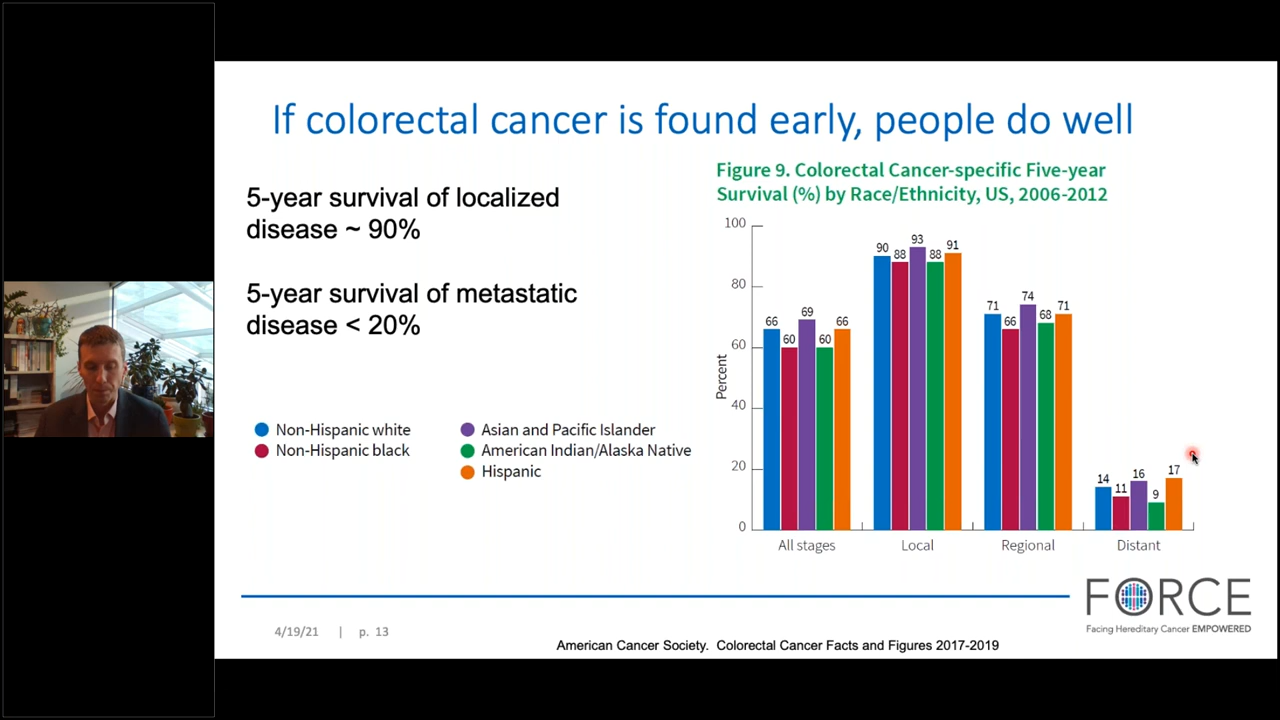 If colorectal cancer is found early, people do well
5-year survival of localized
disease ~ 90%
5-year survival of metastatic
disease < 20%
Non-Hispanic white
Non-Hispanic black
Asian and Pacific Islander
American Indian/Alaska Native
Hispanic
Figure 9. Colorectal Cancer-specific Five-year
Survival (%) by Race/Ethnicity, US, 2006-2012
Percent
100
80
60
40
20
0
66 60 69 60 66
90 88 93 88 91
71 66 74 68 71
14 11 16 9 17
All stages Local Regional Distant
FORCE
Facing Hereditary Cancer EMPOWERED
4/19/21 | p. 13
American Cancer Society. Colorectal Cancer Facts and Figures 2017-2019